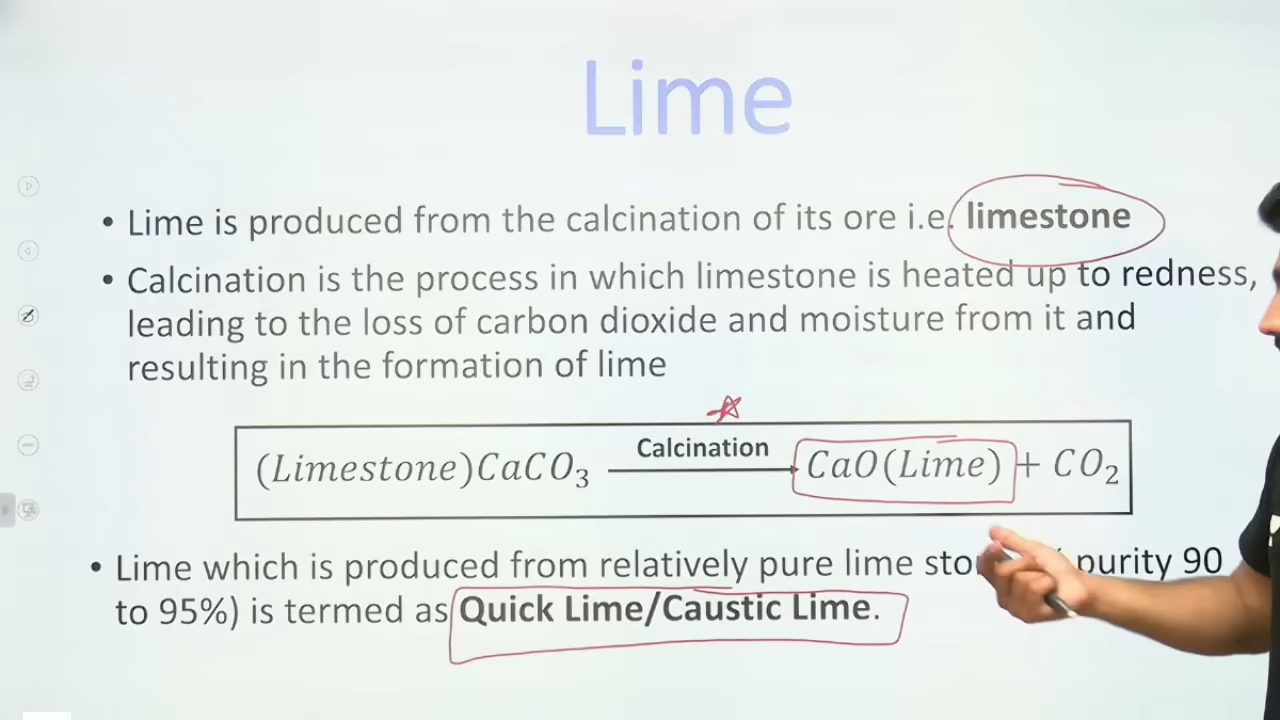 Lime
• Lime is produced from the calcination of its ore i.e. limestone
• Calcination is the process in which limestone is heated up to redness,
leading to the loss of carbon dioxide and moisture from it and
resulting in the formation of lime
Calcination
(Limestone)CaCO₃ → CaO(Lime) + CO₂
• Lime which is produced from relatively pure lime purity 90
to 95%) is termed as Quick Lime/Caustic Lime.